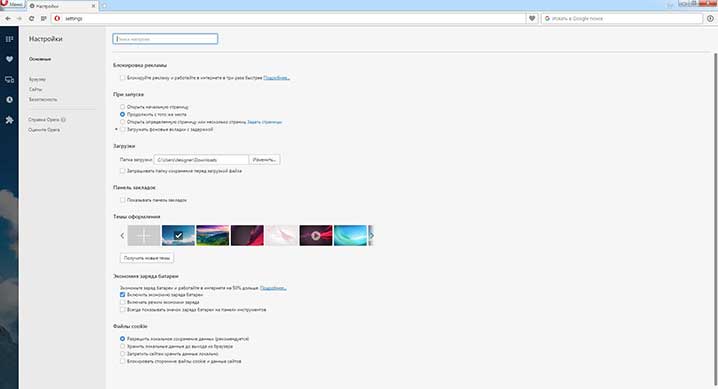 Меню
Настройки
settings
Искать в Google поиск
Настройки
Основные
Браузер
Сайты
Безопасность
Справка Opera
Оцените Opera
Поиск настроек
Блокировка рекламы
Блокируйте рекламу и работайте в интернете в три раза быстрее Подробнее...
При запуске
Открыть начальную страницу
Продолжить с того же места
Открыть определенную страницу или несколько страниц Задать страницы
Загружать фоновые вкладки с задержкой
Загрузки
Папка загрузки: C:\Users\designer\Downloads Изменить...
Запрашивать папку сохранения перед загрузкой файла
Панель закладок
Показывать панель закладок
Темы оформления
Получить новые темы
Экономия заряда батареи
Экономьте заряд батареи и работайте в интернете на 50% дольше. Подробнее...
Включить экономию заряда батареи
Включать режим экономии заряда
Всегда показывать значок заряда батареи на панели инструментов
Файлы cookie
Разрешить локальное сохранение данных (рекомендуется)
Хранить локальные данные до выхода из браузера
Запретить сайтам хранить данные локально
Блокировать сторонние файлы cookie и данные сайтов